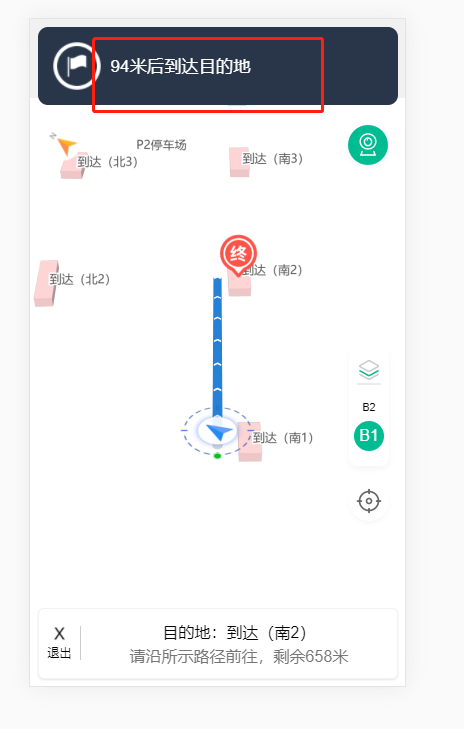 94米后到达目的地
P2停车场
到达（北3）
到达（南3）
终
到达（南2）
到达（北2）
B2
B1
到达（南1）
X
退出
目的地：到达（南2）
请沿所示路径前往，剩余658米